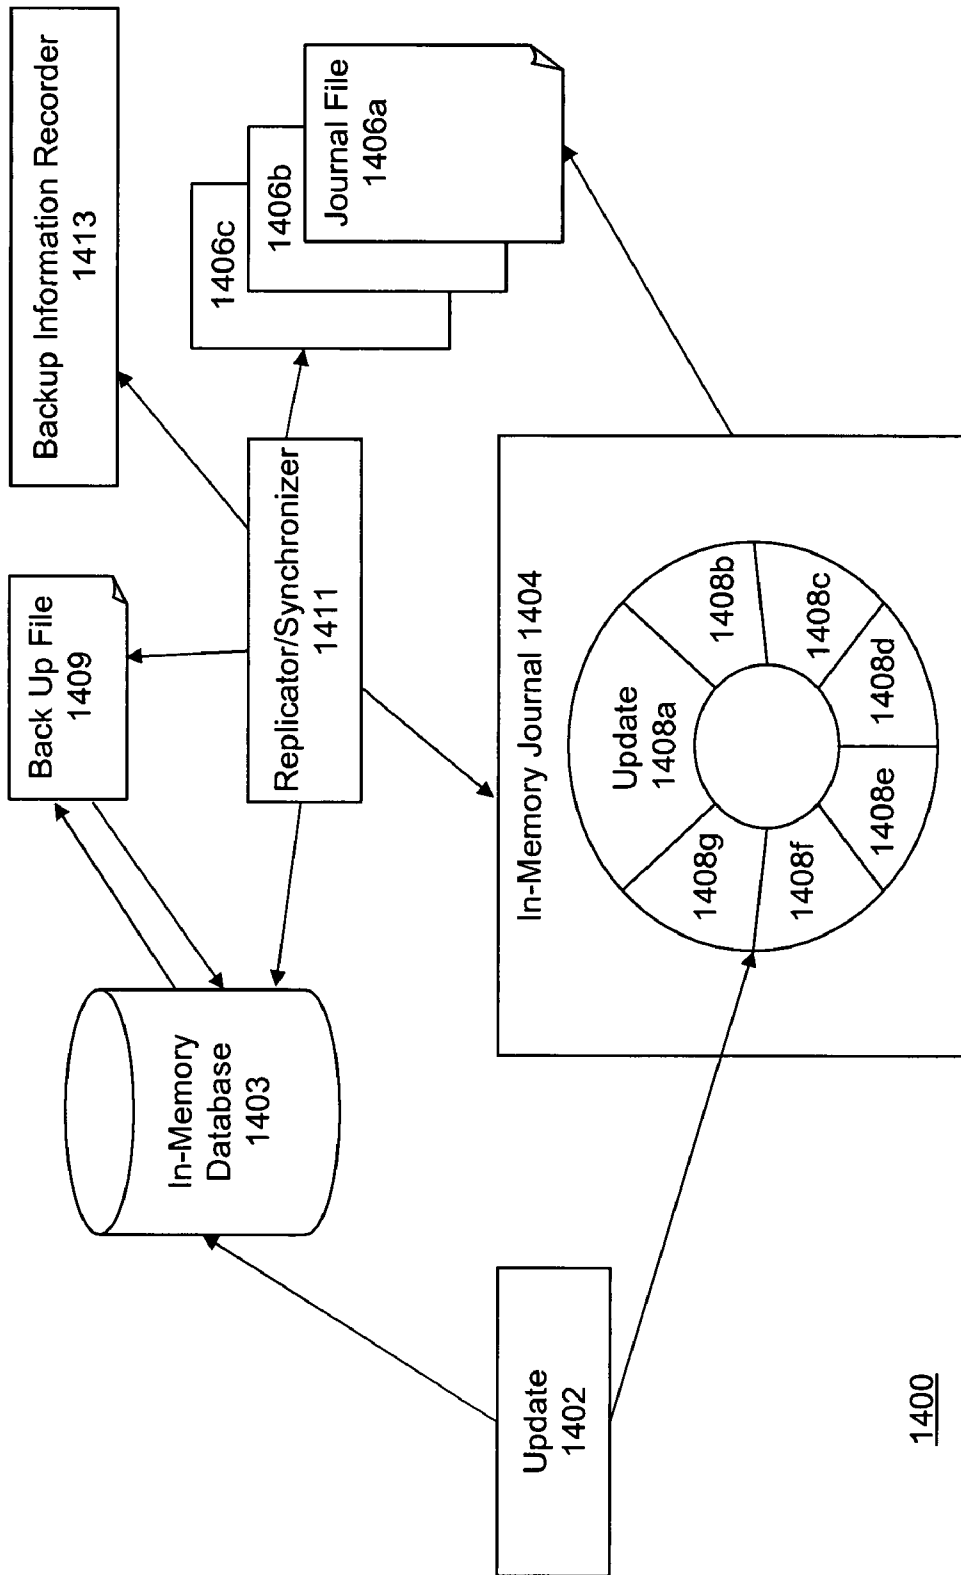 Update
1402
In-Memory
Database
1403
Back Up File
1409
Backup Information Recorder
1413
Replicator/Synchronizer
1411
1406c
1406b
Journal File
1406a
In-Memory Journal 1404
Update
1408a
1408b
1408c
1408d
1408e
1408f
1408g
1400